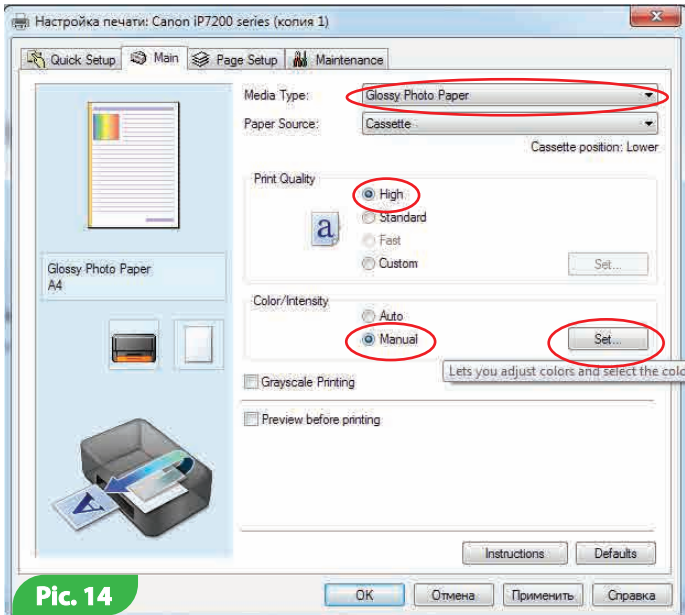 Настройка печати: Canon iP7200 series (копия 1)
Quick Setup Main Page Setup Maintenance
Media Type: Glossy Photo Paper
Paper Source: Cassette
Cassette position: Lower
Print Quality
High
Standard
Fast
Custom Set...
a
Glossy Photo Paper
A4
Color/Intensity
Auto
Manual Set...
Lets you adjust colors and select the colo
Grayscale Printing
Preview before printing
A
Instructions Defaults
Pic. 14
OK Отмена Применить Справка